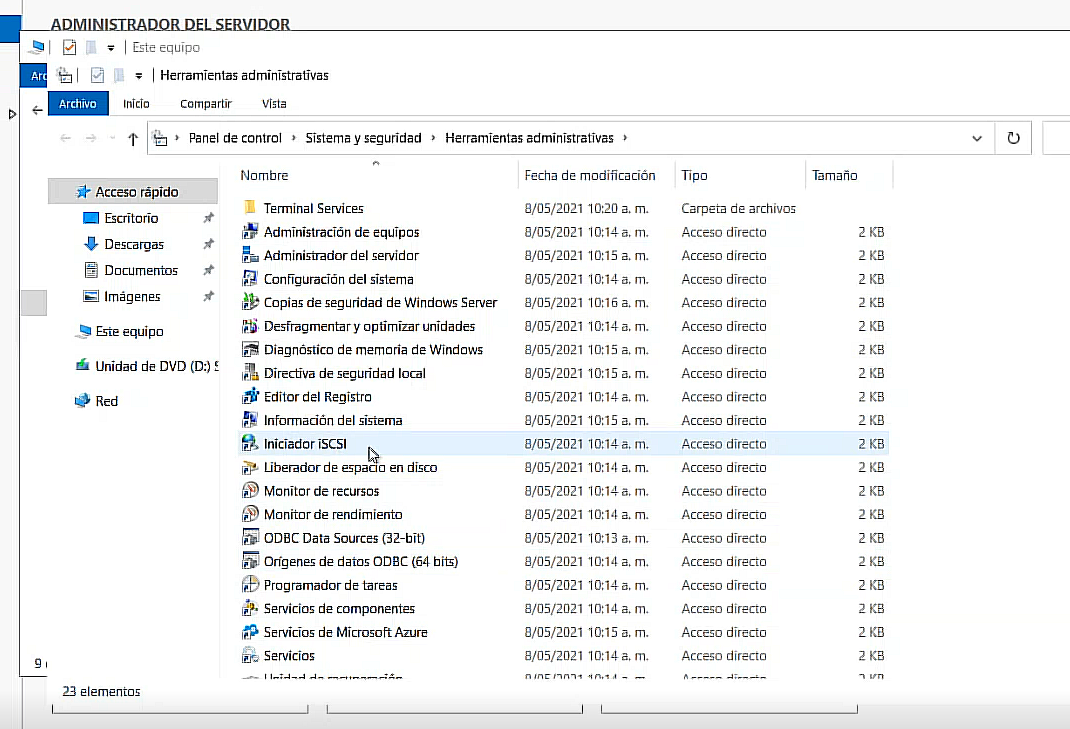 ADMINISTRADOR DEL SERVIDOR
Este equipo
Herramientas administrativas
Archivo Inicio Compartir Vista
Panel de control › Sistema y seguridad › Herramientas administrativas ›
Nombre Fecha de modificación Tipo Tamaño
Acceso rápido
Escritorio
Descargas
Documentos
Imágenes
Este equipo
Unidad de DVD (D:) S
Red
Terminal Services 8/05/2021 10:20 a. m. Carpeta de archivos
Administración de equipos 8/05/2021 10:14 a. m. Acceso directo 2 KB
Administrador del servidor 8/05/2021 10:15 a. m. Acceso directo 2 KB
Configuración del sistema 8/05/2021 10:14 a. m. Acceso directo 2 KB
Copias de seguridad de Windows Server 8/05/2021 10:16 a. m. Acceso directo 2 KB
Desfragmentar y optimizar unidades 8/05/2021 10:14 a. m. Acceso directo 2 KB
Diagnóstico de memoria de Windows 8/05/2021 10:15 a. m. Acceso directo 2 KB
Directiva de seguridad local 8/05/2021 10:15 a. m. Acceso directo 2 KB
Editor del Registro 8/05/2021 10:14 a. m. Acceso directo 2 KB
Información del sistema 8/05/2021 10:15 a. m. Acceso directo 2 KB
Iniciador iSCSI 8/05/2021 10:14 a. m. Acceso directo 2 KB
Liberador de espacio en disco 8/05/2021 10:14 a. m. Acceso directo 2 KB
Monitor de recursos 8/05/2021 10:14 a. m. Acceso directo 2 KB
Monitor de rendimiento 8/05/2021 10:14 a. m. Acceso directo 2 KB
ODBC Data Sources (32-bit) 8/05/2021 10:13 a. m. Acceso directo 2 KB
Orígenes de datos ODBC (64 bits) 8/05/2021 10:14 a. m. Acceso directo 2 KB
Programador de tareas 8/05/2021 10:14 a. m. Acceso directo 2 KB
Servicios de componentes 8/05/2021 10:14 a. m. Acceso directo 2 KB
Servicios de Microsoft Azure 8/05/2021 10:15 a. m. Acceso directo 2 KB
Servicios 8/05/2021 10:14 a. m. Acceso directo 2 KB
Unidad de recuperación 8/05/2021 10:14 a. m. Acceso directo 2 KB
9
23 elementos